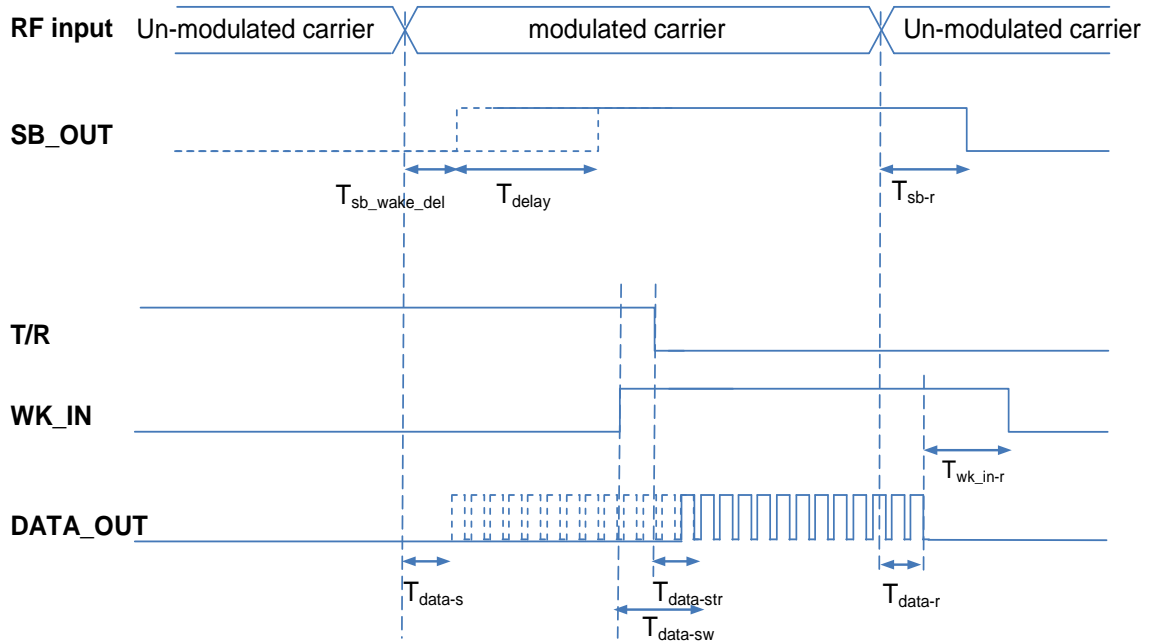 RF input Un-modulated carrier modulated carrier Un-modulated carrier
SB_OUT
Tsb_wake_del Tdelay Tsb-r
T/R
WK_IN
Twk_in-r
DATA_OUT
Tdata-s Tdata-str Tdata-r
Tdata-sw